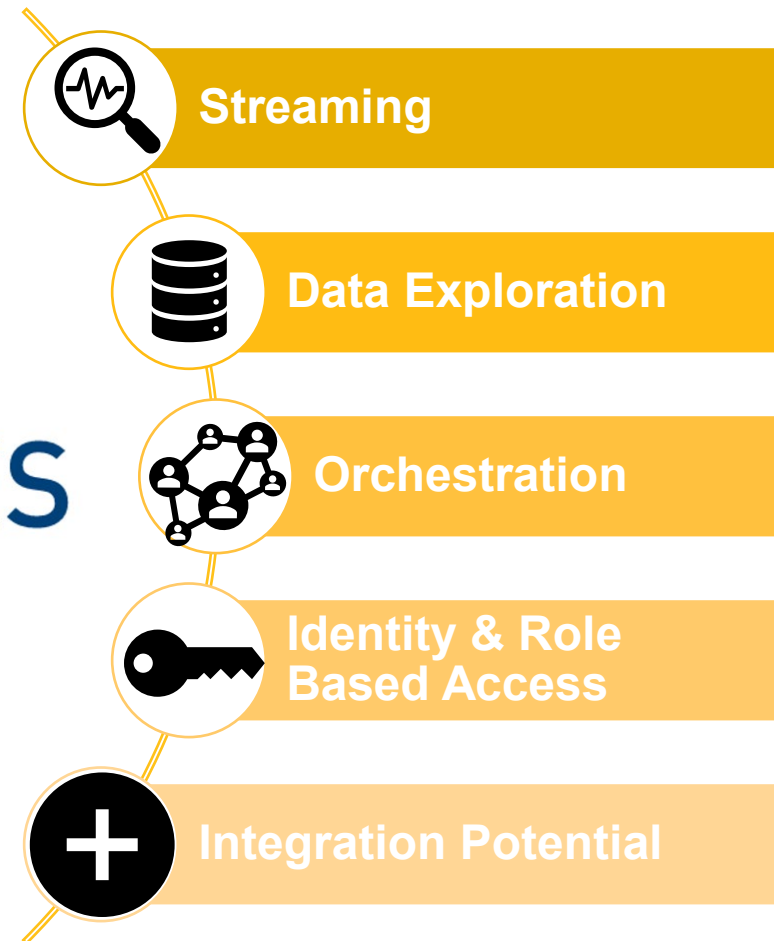 Streaming
Data Exploration
S
Orchestration
Identity & Role
Based Access
Integration Potential